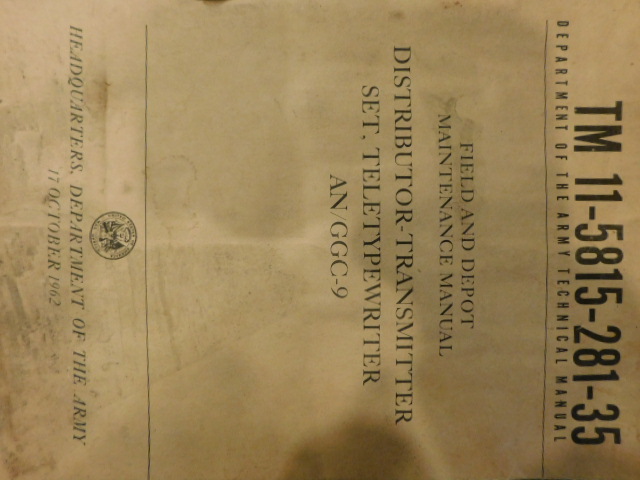 TM 11-5815-281-35
DEPARTMENT OF THE ARMY TECHNICAL MANUAL
FIELD AND DEPOT
MAINTENANCE MANUAL
DISTRIBUTOR-TRANSMITTER
SET, TELETYPEWRITER
AN/GGC-9
HEADQUARTERS, DEPARTMENT OF THE ARMY
17 OCTOBER 1962